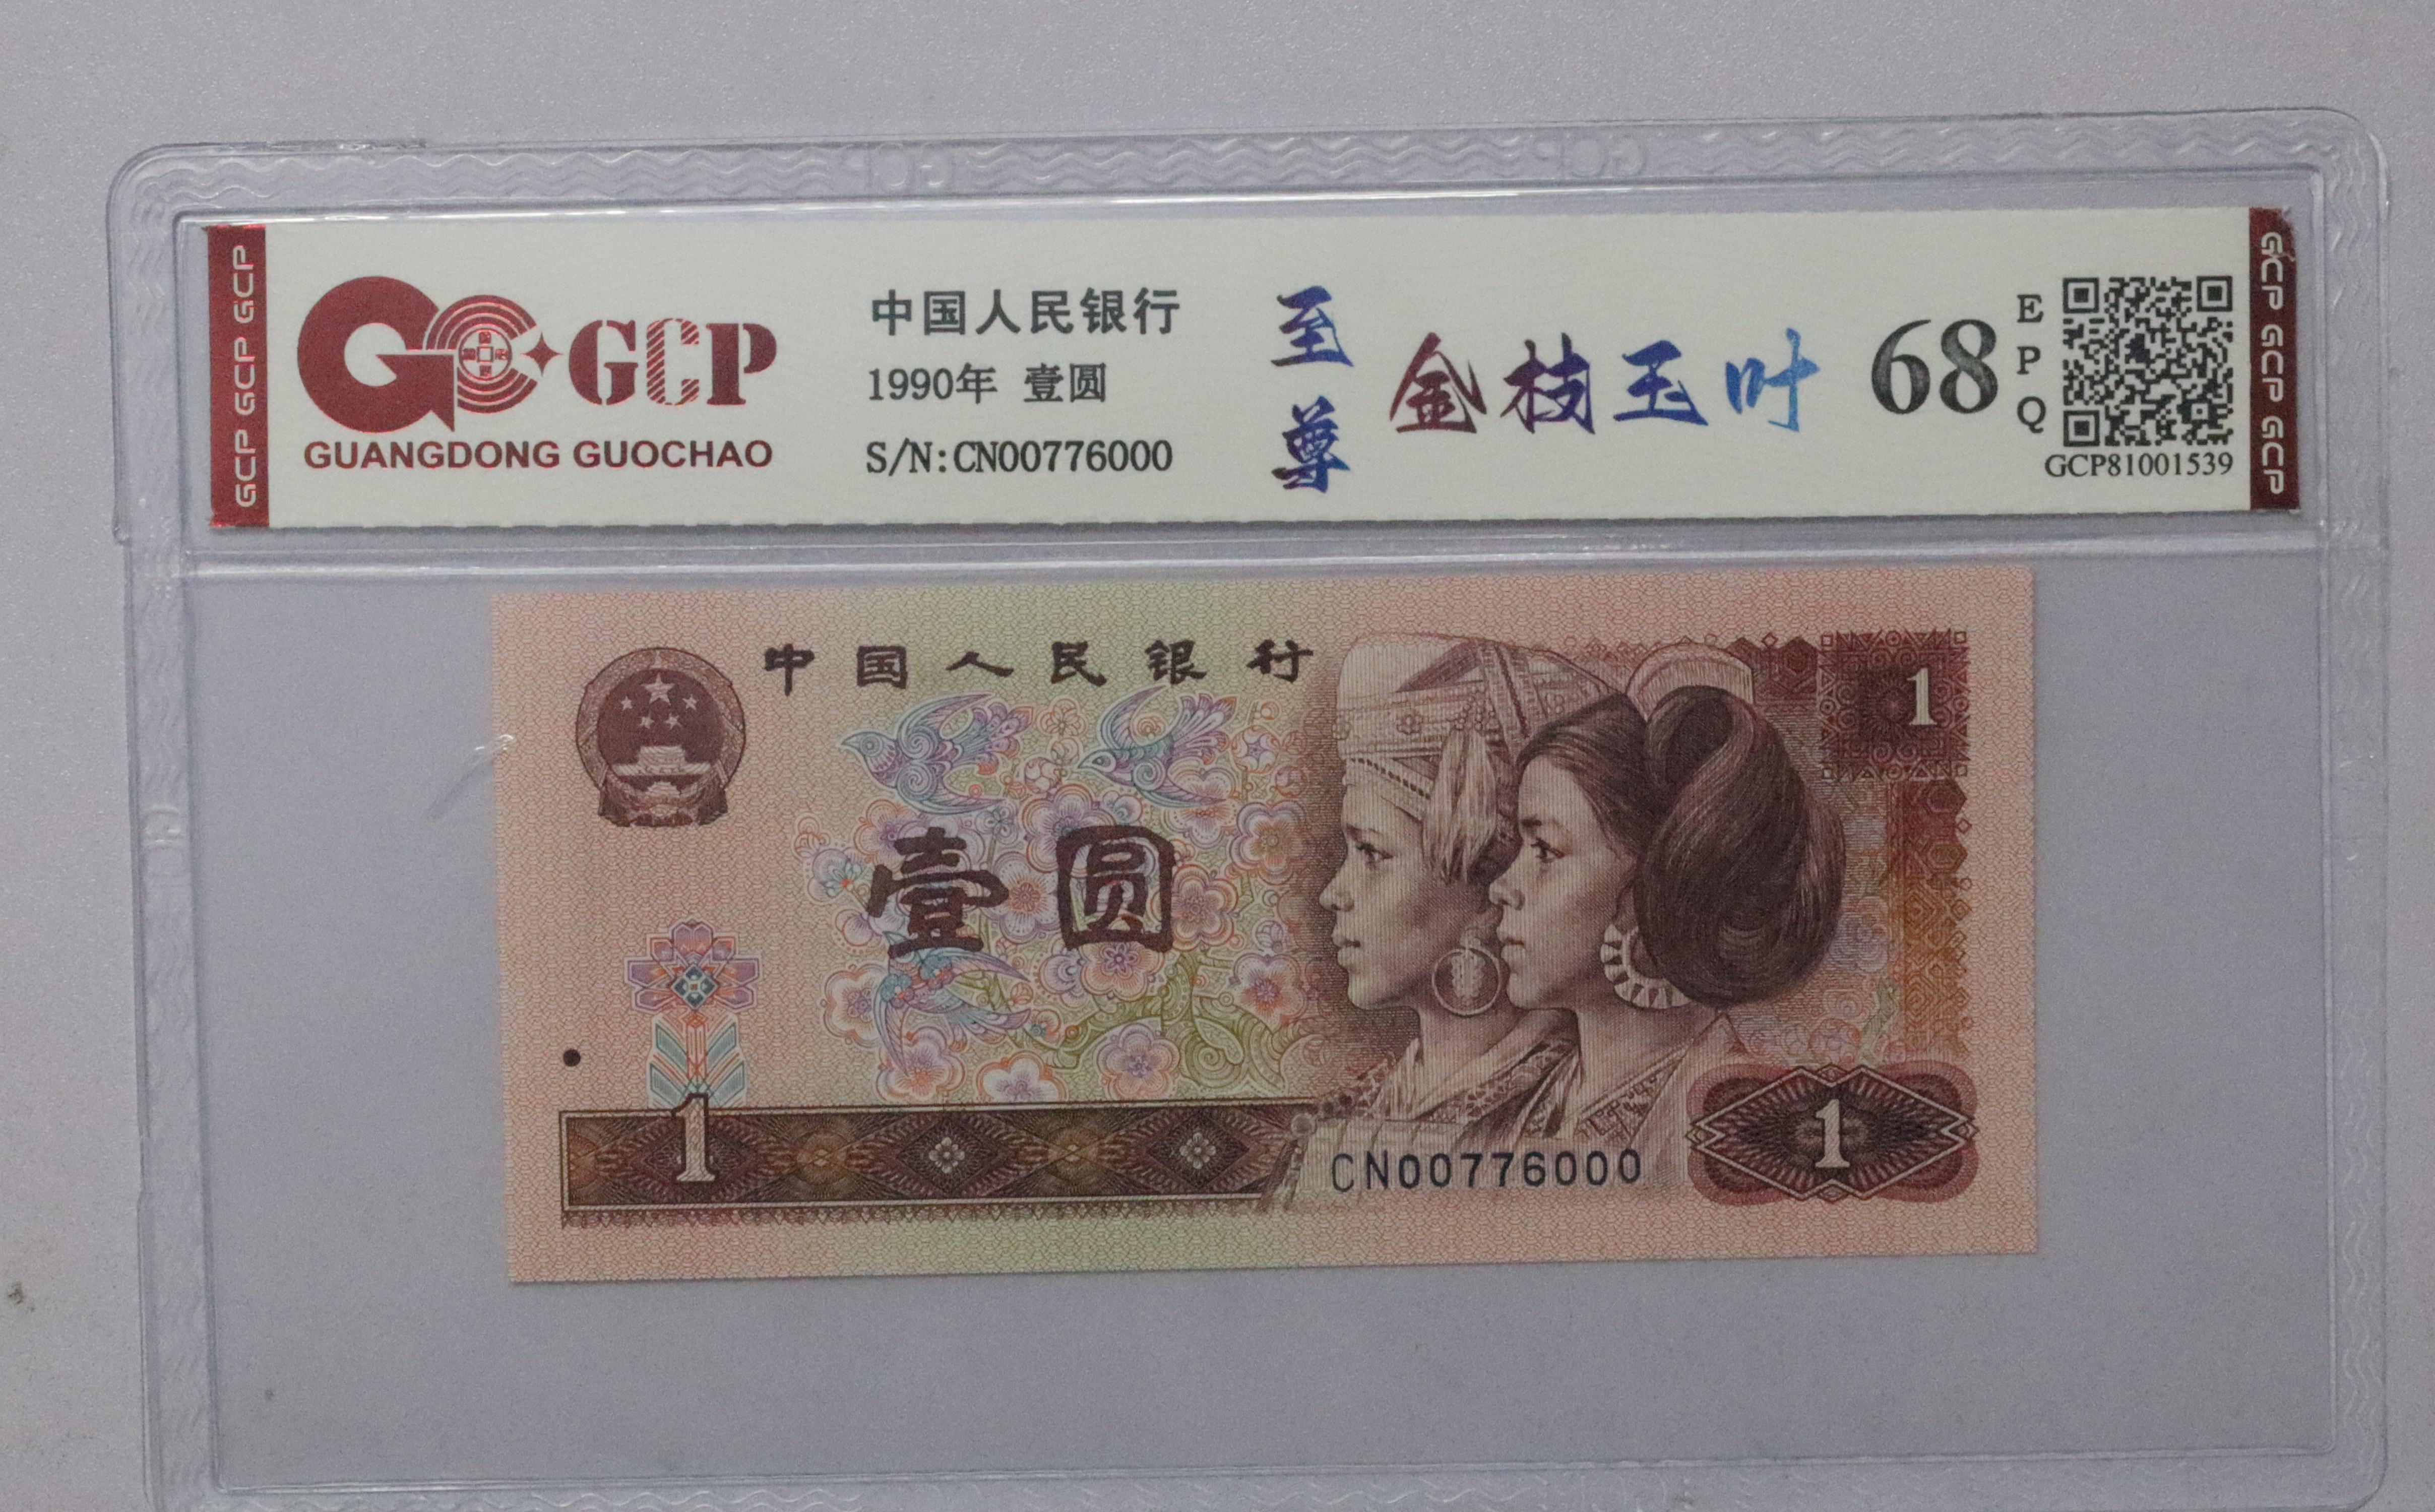 GCP GCP GCP
GCP
GUANGDONG GUOCHAO
中国人民银行
1990年 壹圆
S/N:CN00776000
至尊
金枝玉叶
68
EPQ
GCP81001539
GCP GCP GCP
中国人民银行
1
壹圆
1
CN00776000
1